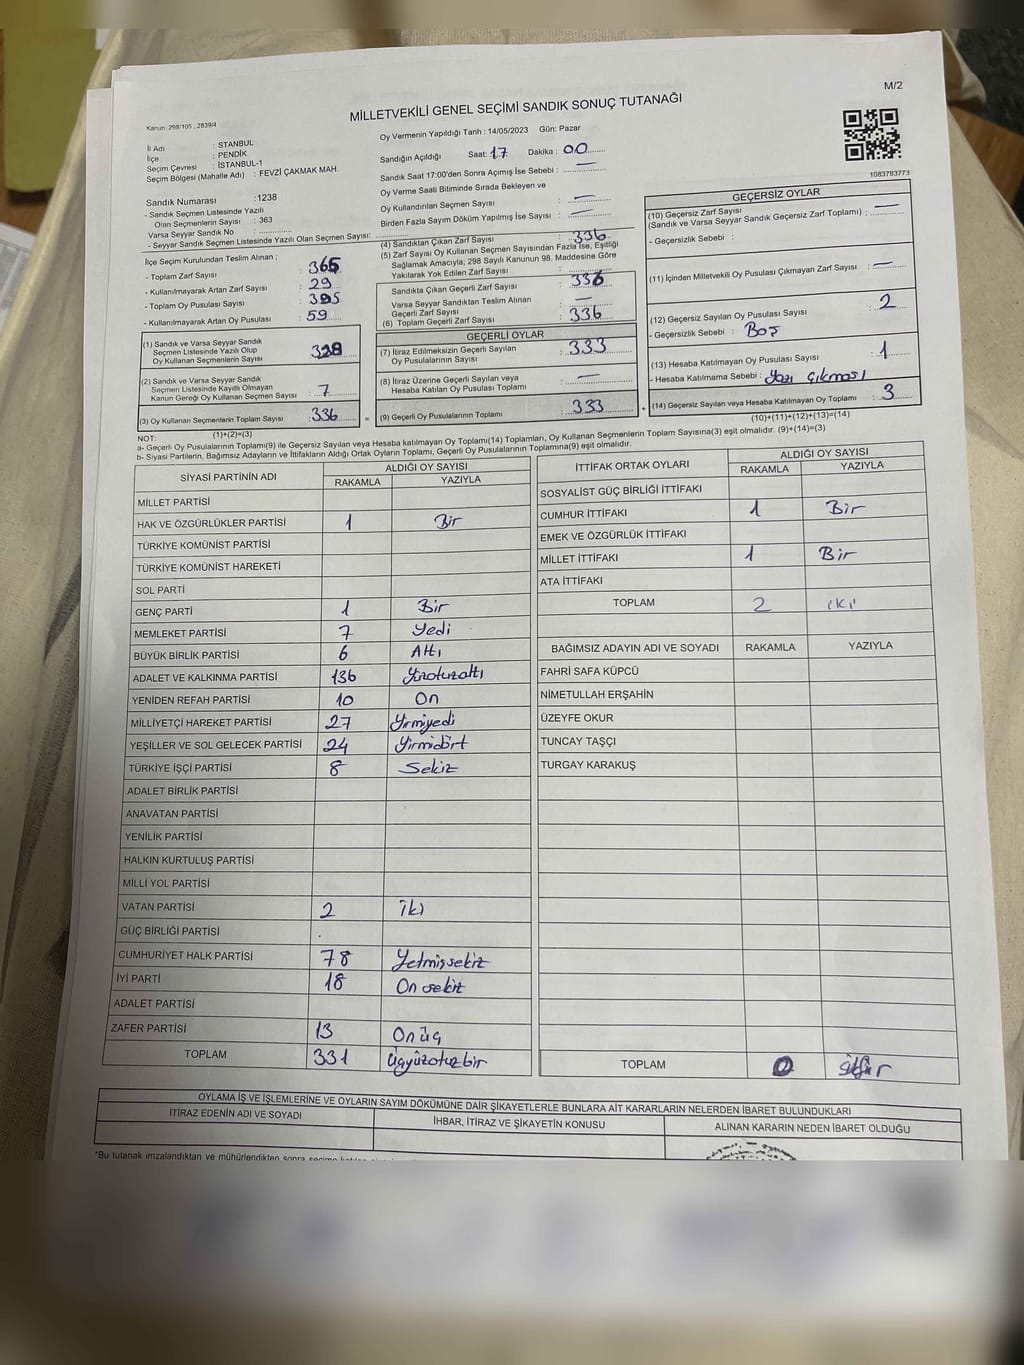 M/2
MİLLETVEKİLİ GENEL SEÇİMİ SANDIK SONUÇ TUTANAĞI
Kanun: 298/105 , 2839/4
İl Adı : İSTANBUL
İlçe : PENDİK
Seçim Çevresi : İSTANBUL-1
Seçim Bölgesi (Mahalle Adı) : FEVZİ ÇAKMAK MAH.
Sandık Numarası :1238
- Sandık Seçmen Listesinde Yazılı
Olan Seçmenlerin Sayısı : 363
Varsa Seyyar Sandık No :
- Seyyar Sandık Seçmen Listesinde Yazılı Olan Seçmen Sayısı:
İlçe Seçim Kurulundan Teslim Alınan ;
- Toplam Zarf Sayısı : 365
- Kullanılmayarak Artan Zarf Sayısı : 29
- Toplam Oy Pusulası Sayısı : 395
- Kullanılmayarak Artan Oy Pusulası : 59
(1) Sandık ve Varsa Seyyar Sandık
Seçmen Listesinde Yazılı Olup
Oy Kullanan Seçmenlerin Sayısı : 328
(2) Sandık ve Varsa Seyyar Sandık
Seçmen Listesinde Kayıtlı Olmayan
Kanun Gereği Oy Kullanan Seçmen Sayısı : 7
(3) Oy Kullanan Seçmenlerin Toplam Sayısı : 336
(1)+(2)=(3)
Oy Vermenin Yapıldığı Tarih : 14/05/2023 Gün: Pazar
Sandığın Açıldığı Saat: 17 Dakika : 00
Sandık Saat 17:00'den Sonra Açımış İse Sebebi : —
Oy Verme Saati Bitiminde Sırada Bekleyen ve
Oy Kullandırılan Seçmen Sayısı : —
Birden Fazla Sayım Döküm Yapılmış İse Sayısı : —
(4) Sandıktan Çıkan Zarf Sayısı : 336
(5) Zarf Sayısı Oy Kullanan Seçmen Sayısından Fazla İse, Eşitliği
Sağlamak Amacıyla; 298 Sayılı Kanunun 98. Maddesine Göre
Yakılarak Yok Edilen Zarf Sayısı :
Sandıkta Çıkan Geçerli Zarf Sayısı : 336
Varsa Seyyar Sandıktan Teslim Alınan
Geçerli Zarf Sayısı : —
(6) Toplam Geçerli Zarf Sayısı : 336
GEÇERLİ OYLAR
(7) İtiraz Edilmeksizin Geçerli Sayılan
Oy Pusulasının Sayısı : 333
(8) İtiraz Üzerine Geçerli Sayılan veya
Hesaba Katılan Oy Pusulası Toplamı : —
= (9) Geçerli Oy Pusulalarının Toplamı : 333
1083783773
GEÇERSİZ OYLAR
(10) Geçersiz Zarf Sayısı
(Sandık ve Varsa Seyyar Sandık Geçersiz Zarf Toplamı) : —
- Geçersizlik Sebebi :
(11) İçinden Milletvekili Oy Pusulası Çıkmayan Zarf Sayısı : —
(12) Geçersiz Sayılan Oy Pusulası Sayısı : 2
- Geçersizlik Sebebi : Boş
(13) Hesaba Katılmayan Oy Pusulası Sayısı : 1
- Hesaba Katılmama Sebebi : Yazı Çıkması
+ (14) Geçersiz Sayılan veya Hesaba Katılmayan Oy Toplamı : 3
(10)+(11)+(12)+(13)=(14)
NOT:
a- Geçerli Oy Pusulalarının Toplamı(9) ile Geçersiz Sayılan veya Hesaba Katılmayan Oy Toplamı(14) Toplamları, Oy Kullanan Seçmenlerin Toplam Sayısına(3) eşit olmalıdır. (9)+(14)=(3)
b- Siyasi Partilerin, Bağımsız Adayların ve İttifakların Aldığı Ortak Oyların Toplamı, Geçerli Oy Pusulalarının Toplamına(9) eşit olmalıdır.
SİYASİ PARTİNİN ADI ALDIĞI OY SAYISI
RAKAMLA YAZIYLA
MİLLET PARTİSİ
HAK VE ÖZGÜRLÜKLER PARTİSİ 1 Bir
TÜRKİYE KOMÜNİST PARTİSİ
TÜRKİYE KOMÜNİST HAREKETİ
SOL PARTİ
GENÇ PARTİ 1 Bir
MEMLEKET PARTİSİ 7 Yedi
BÜYÜK BİRLİK PARTİSİ 6 Altı
ADALET VE KALKINMA PARTİSİ 136 Yüzotuzaltı
YENİDEN REFAH PARTİSİ 10 On
MİLLİYETÇİ HAREKET PARTİSİ 27 Yirmiyedi
YEŞİLLER VE SOL GELECEK PARTİSİ 24 Yirmidört
TÜRKİYE İŞÇİ PARTİSİ 8 Sekiz
ADALET BİRLİK PARTİSİ
ANAVATAN PARTİSİ
YENİLİK PARTİSİ
HALKIN KURTULUŞ PARTİSİ
MİLLİ YOL PARTİSİ
VATAN PARTİSİ 2 İki
GÜÇ BİRLİĞİ PARTİSİ
CUMHURİYET HALK PARTİSİ 78 Yetmişsekiz
İYİ PARTİ 18 On sekiz
ADALET PARTİSİ
ZAFER PARTİSİ 13 Onüç
TOPLAM 331 Üçyüzotuzbir
İTTİFAK ORTAK OYLARI ALDIĞI OY SAYISI
RAKAMLA YAZIYLA
SOSYALİST GÜÇ BİRLİĞİ İTTİFAKI
CUMHUR İTTİFAKI 1 Bir
EMEK VE ÖZGÜRLÜK İTTİFAKI
MİLLET İTTİFAKI 1 Bir
ATA İTTİFAKI
TOPLAM 2 iki
BAĞIMSIZ ADAYIN ADI VE SOYADI RAKAMLA YAZIYLA
FAHRİ SAFA KÜPCÜ
NİMETULLAH ERŞAHİN
ÜZEYFE OKUR
TUNCAY TAŞÇI
TURGAY KARAKUŞ
TOPLAM 0 sıfır
OYLAMA İŞ VE İŞLEMLERİNE VE OYLARIN SAYIM DÖKÜMÜNE DAİR ŞİKAYETLERLE BUNLARA AİT KARARLARIN NELERDEN İBARET BULUNDUKLARI
İTİRAZ EDENİN ADI VE SOYADI İHBAR, İTİRAZ VE ŞİKAYETİN KONUSU ALINAN KARARIN NEDEN İBARET OLDUĞU
*Bu tutanak imzalandıktan ve mühürlendikten sonra